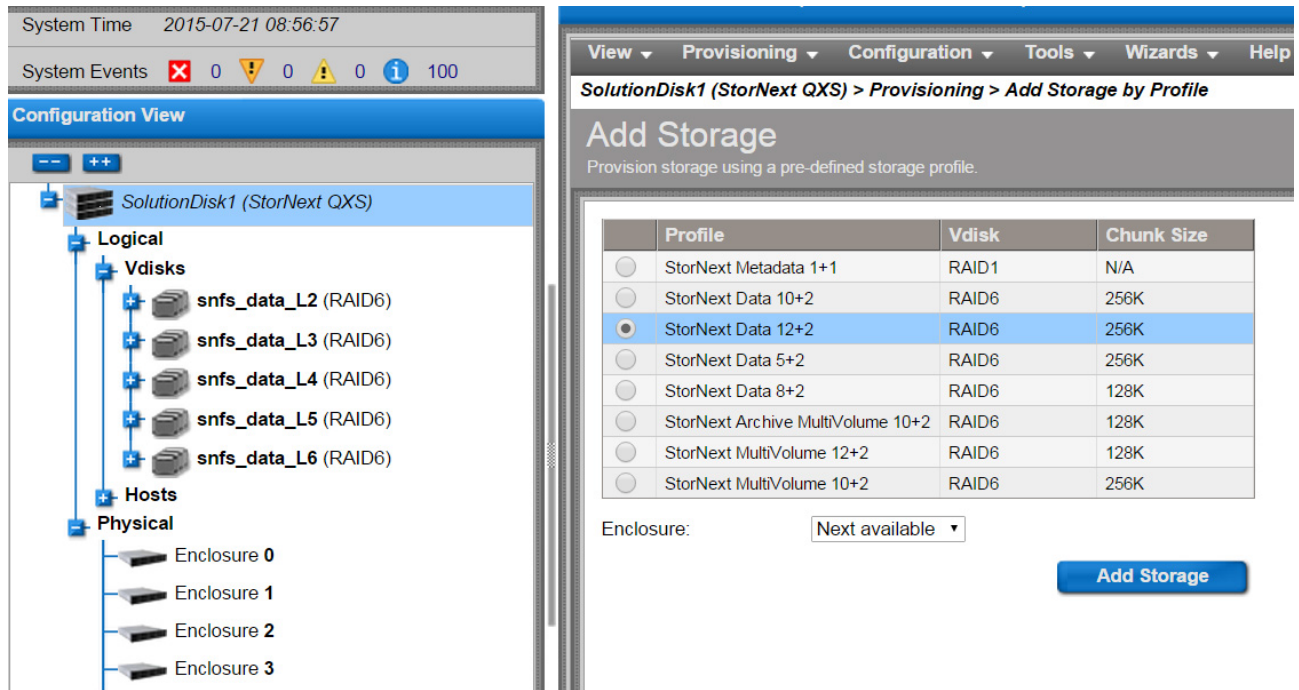 System Time 2015-07-21 08:56:57
System Events 0 0 0 100
Configuration View
-- ++
SolutionDisk1 (StorNext QXS)
Logical
Vdisks
snfs_data_L2 (RAID6)
snfs_data_L3 (RAID6)
snfs_data_L4 (RAID6)
snfs_data_L5 (RAID6)
snfs_data_L6 (RAID6)
Hosts
Physical
Enclosure 0
Enclosure 1
Enclosure 2
Enclosure 3
View Provisioning Configuration Tools Wizards Help
SolutionDisk1 (StorNext QXS) > Provisioning > Add Storage by Profile
Add Storage
Provision storage using a pre-defined storage profile.
Profile Vdisk Chunk Size
StorNext Metadata 1+1 RAID1 N/A
StorNext Data 10+2 RAID6 256K
StorNext Data 12+2 RAID6 256K
StorNext Data 5+2 RAID6 256K
StorNext Data 8+2 RAID6 128K
StorNext Archive MultiVolume 10+2 RAID6 128K
StorNext MultiVolume 12+2 RAID6 128K
StorNext MultiVolume 10+2 RAID6 256K
Enclosure: Next available
Add Storage